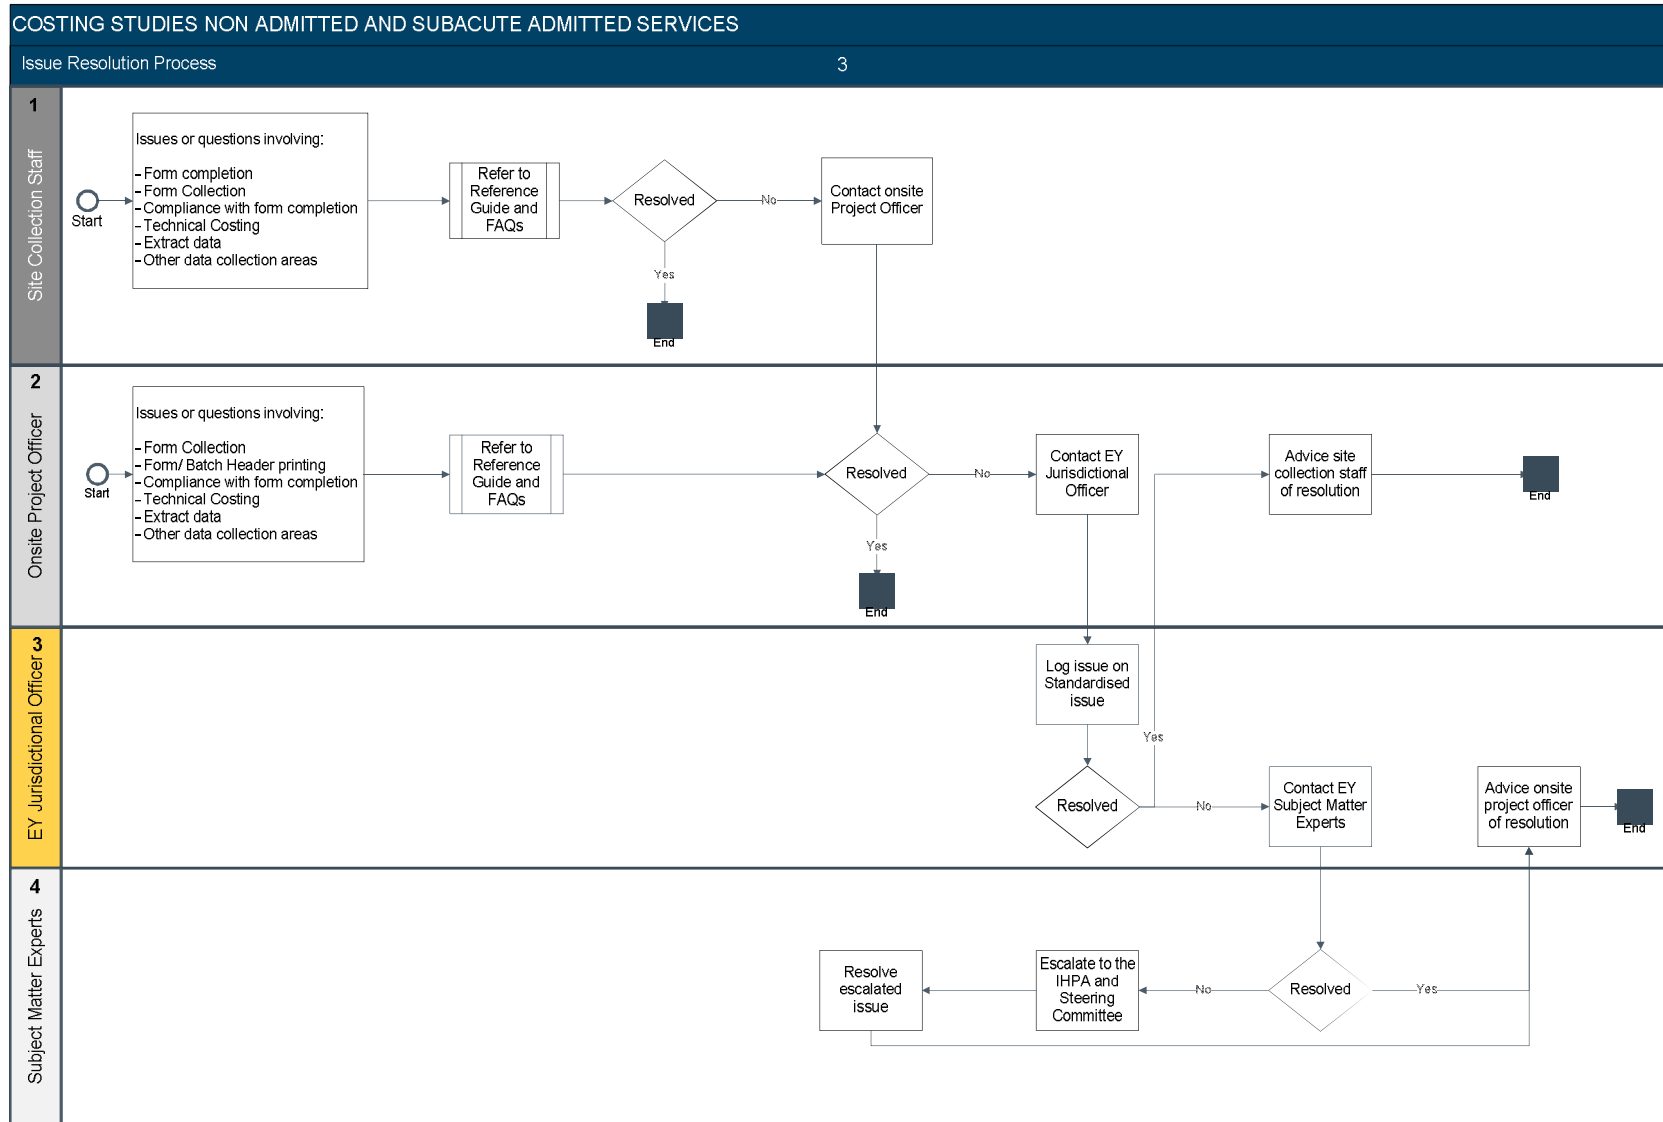 COSTING STUDIES NON ADMITTED AND SUBACUTE ADMITTED SERVICES
Issue Resolution Process
3
1
Site Collection Staff
Start
Issues or questions involving:
- Form completion
- Form Collection
- Compliance with form completion
- Technical Costing
- Extract data
- Other data collection areas
Refer to
Reference
Guide and
FAQs
Resolved
No
Yes
End
Contact onsite
Project Officer
2
Onsite Project Officer
Start
Issues or questions involving:
- Form Collection
- Form/ Batch Header printing
- Compliance with form completion
- Technical Costing
- Extract data
- Other data collection areas
Refer to
Reference
Guide and
FAQs
Resolved
No
Yes
End
Contact EY
Jurisdictional
Officer
Advice site
collection staff
of resolution
End
3
EY Jurisdictional Officer
Log issue on
Standardised
issue
Yes
Resolved
No
Contact EY
Subject Matter
Experts
Advice onsite
project officer
of resolution
End
4
Subject Matter Experts
Resolve
escalated
issue
Escalate to the
IHPA and
Steering
Committee
No
Resolved
Yes